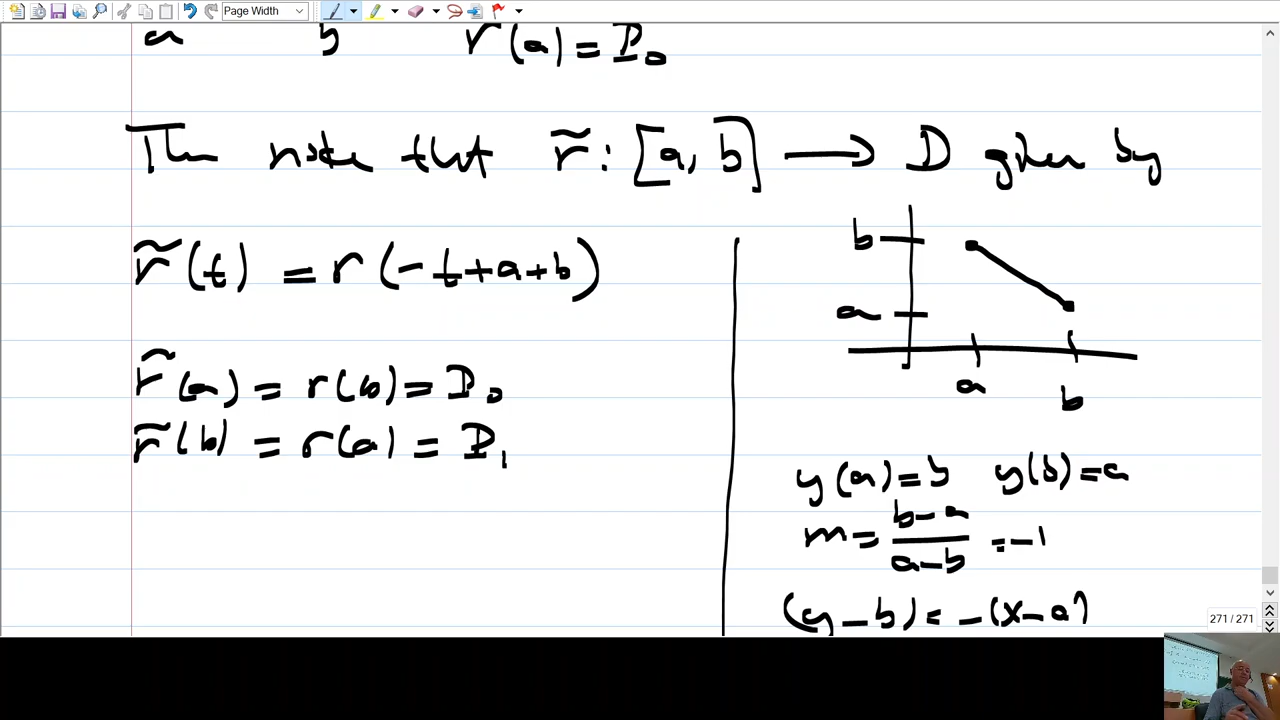 Page Width
a b r(a) = P₀
Then note that r̃ : [a, b] ⟶ D given by
r̃(t) = r(-t+a+b)
r̃(a) = r(b) = P₀
r̃(b) = r(a) = P₁
b
a
a
b
y(a) = b y(b) = a
m = (b-a)/(a-b) = -1
(y-b) = -(x-a)
271 / 271